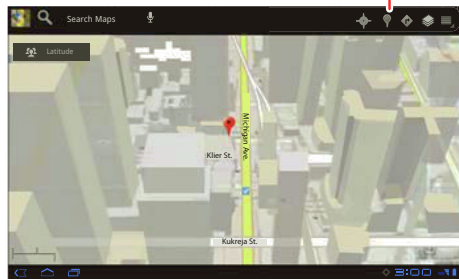 Search Maps
Latitude
Michigan Ave.
Klier St.
Kukreja St.
3:00